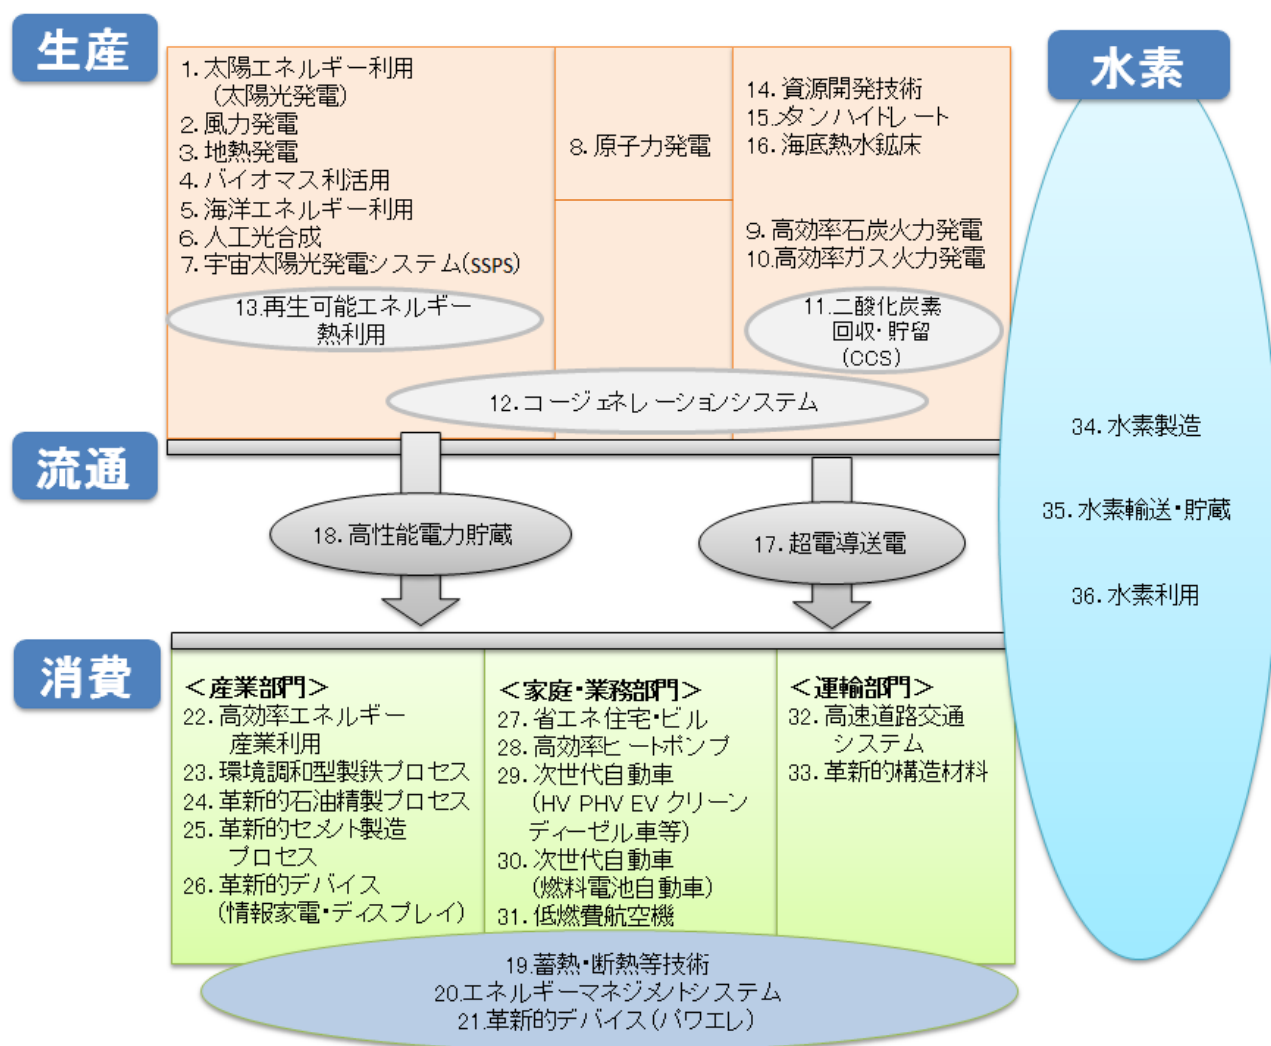 生産
1. 太陽エネルギー利用
（太陽光発電）
2. 風力発電
3. 地熱発電
4. バイオマス利活用
5. 海洋エネルギー利用
6. 人工光合成
7. 宇宙太陽光発電システム(SSPS)
13.再生可能エネルギー
熱利用
8. 原子力発電
14. 資源開発技術
15.メタンハイドレート
16. 海底熱水鉱床
9. 高効率石炭火力発電
10.高効率ガス火力発電
11.二酸化炭素
回収・貯留
(CCS)
12. コージェネレーションシステム
水素
34. 水素製造
35. 水素輸送・貯蔵
36. 水素利用
流通
18. 高性能電力貯蔵
17. 超電導送電
消費
＜産業部門＞
22. 高効率エネルギー
産業利用
23. 環境調和型製鉄プロセス
24. 革新的石油精製プロセス
25. 革新的セメント製造
プロセス
26. 革新的デバイス
(情報家電・ディスプレイ)
＜家庭・業務部門＞
27. 省エネ住宅・ビル
28. 高効率ヒートポンプ
29. 次世代自動車
(HV PHV EV クリーン
ディーゼル車等)
30. 次世代自動車
(燃料電池自動車)
31. 低燃費航空機
＜運輸部門＞
32. 高速道路交通
システム
33. 革新的構造材料
19.蓄熱・断熱等技術
20.エネルギーマネジメントシステム
21.革新的デバイス(パワエレ)